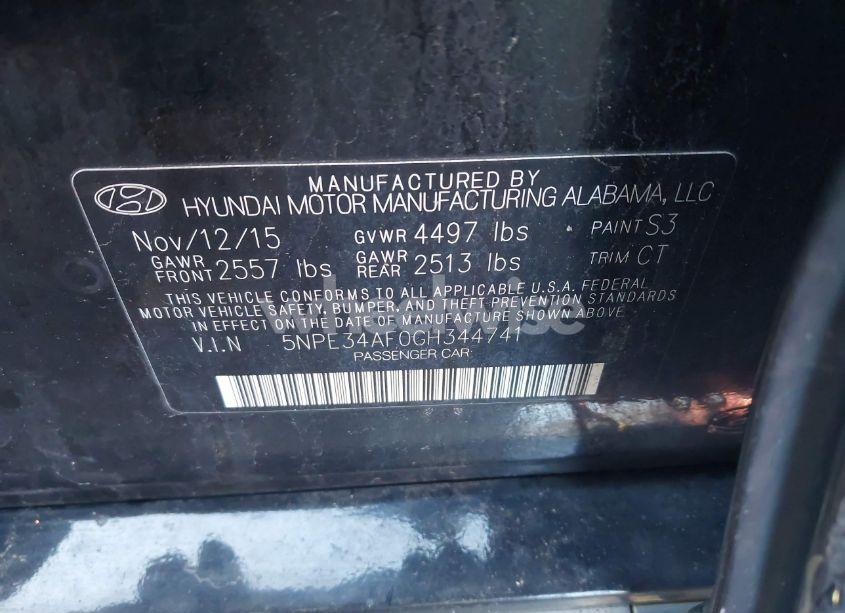 MANUFACTURED BY
HYUNDAI MOTOR MANUFACTURING ALABAMA, LLC
Nov/12/15 GVWR 4497 lbs PAINT S3
GAWR FRONT 2557 lbs GAWR REAR 2513 lbs TRIM CT
THIS VEHICLE CONFORMS TO ALL APPLICABLE U.S.A. FEDERAL
MOTOR VEHICLE SAFETY, BUMPER, AND THEFT PREVENTION STANDARDS
IN EFFECT ON THE DATE OF MANUFACTURE SHOWN ABOVE
V.I.N 5NPE34AF0GH344741
PASSENGER CAR